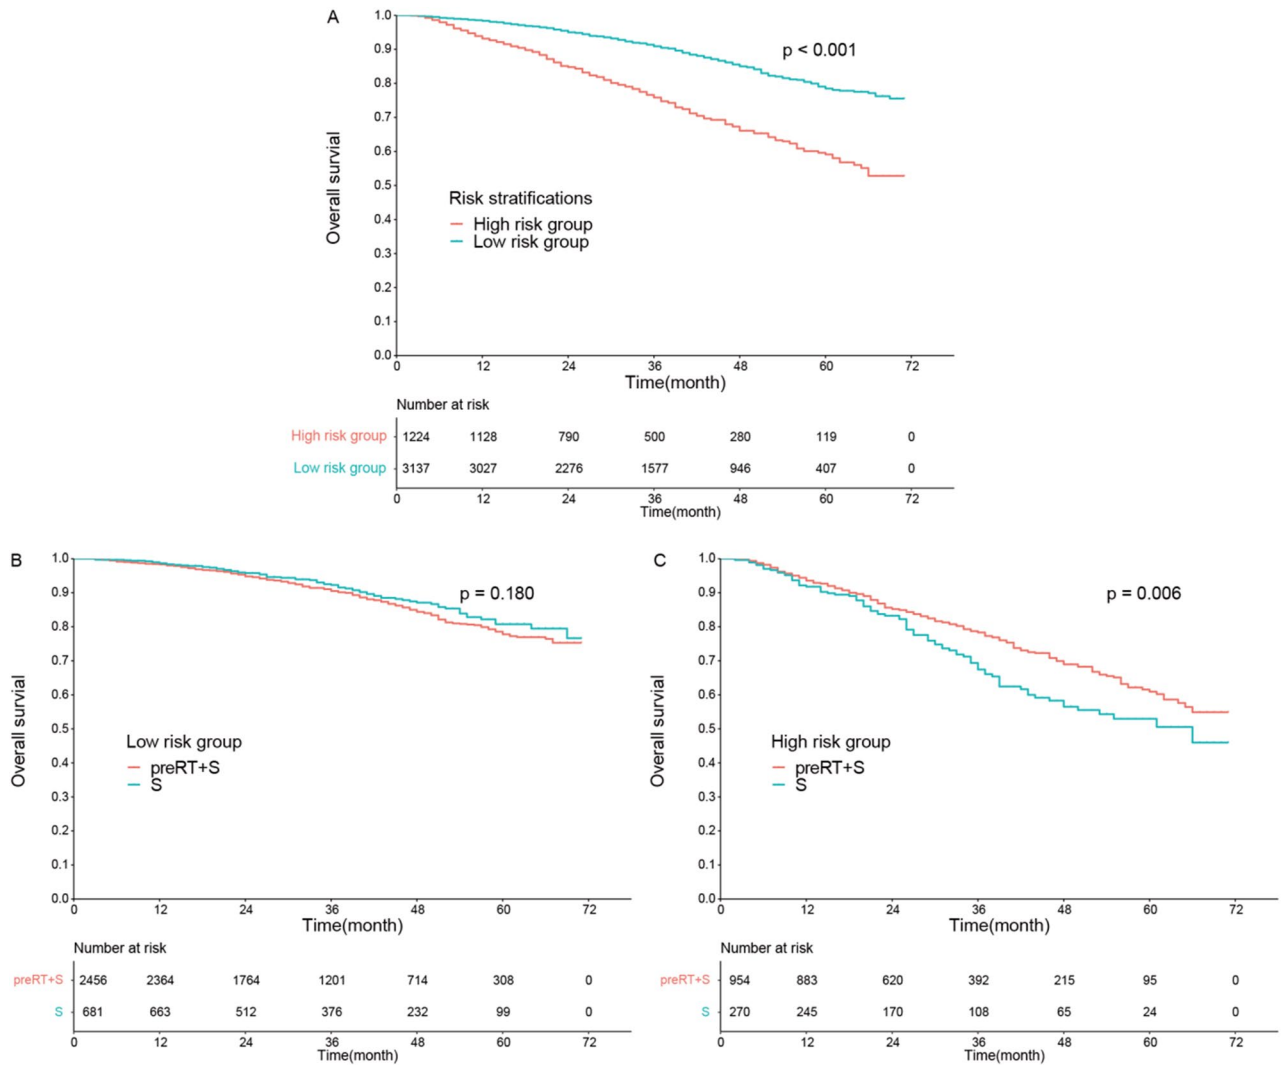 A
1.0
0.9
0.8
0.7
0.6
0.5
0.4
0.3
0.2
0.1
0.0
Overall survial
p < 0.001
Risk stratifications
High risk group
Low risk group
0 12 24 36 48 60 72
Time(month)
Number at risk
High risk group 1224 1128 790 500 280 119 0
Low risk group 3137 3027 2276 1577 946 407 0
0 12 24 36 48 60 72
Time(month)
B
1.0
0.9
0.8
0.7
0.6
0.5
0.4
0.3
0.2
0.1
0.0
Overall survial
p = 0.180
Low risk group
preRT+S
S
0 12 24 36 48 60 72
Time(month)
Number at risk
preRT+S 2456 2364 1764 1201 714 308 0
S 681 663 512 376 232 99 0
0 12 24 36 48 60 72
Time(month)
C
1.0
0.9
0.8
0.7
0.6
0.5
0.4
0.3
0.2
0.1
0.0
Overall survial
p = 0.006
High risk group
preRT+S
S
0 12 24 36 48 60 72
Time(month)
Number at risk
preRT+S 954 883 620 392 215 95 0
S 270 245 170 108 65 24 0
0 12 24 36 48 60 72
Time(month)